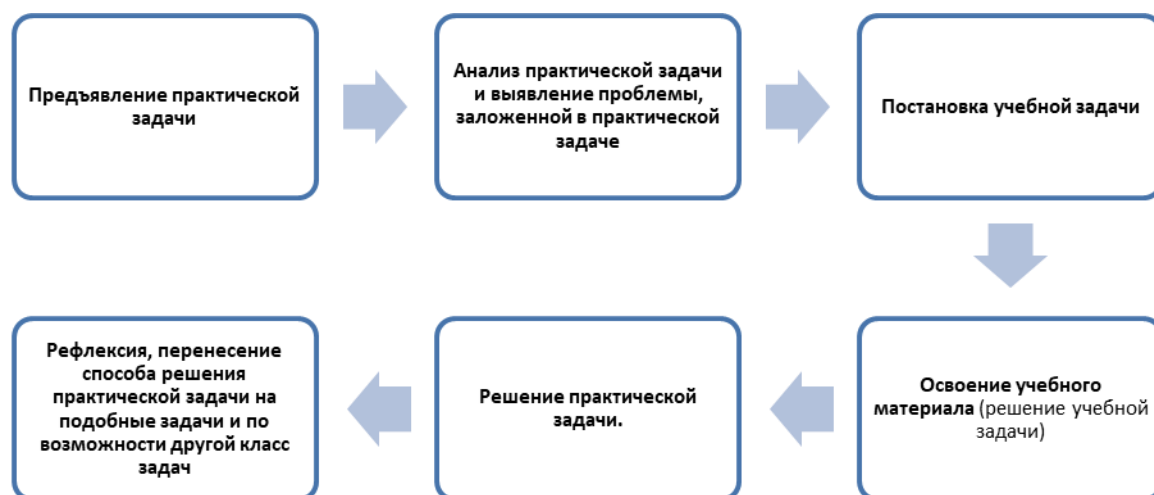 Предъявление практической
задачи
Анализ практической задачи
и выявление проблемы,
заложенной в практической
задаче
Постановка учебной задачи
Освоение учебного
материала (решение учебной
задачи)
Решение практической
задачи.
Рефлексия, перенесение
способа решения
практической задачи на
подобные задачи и по
возможности другой класс
задач